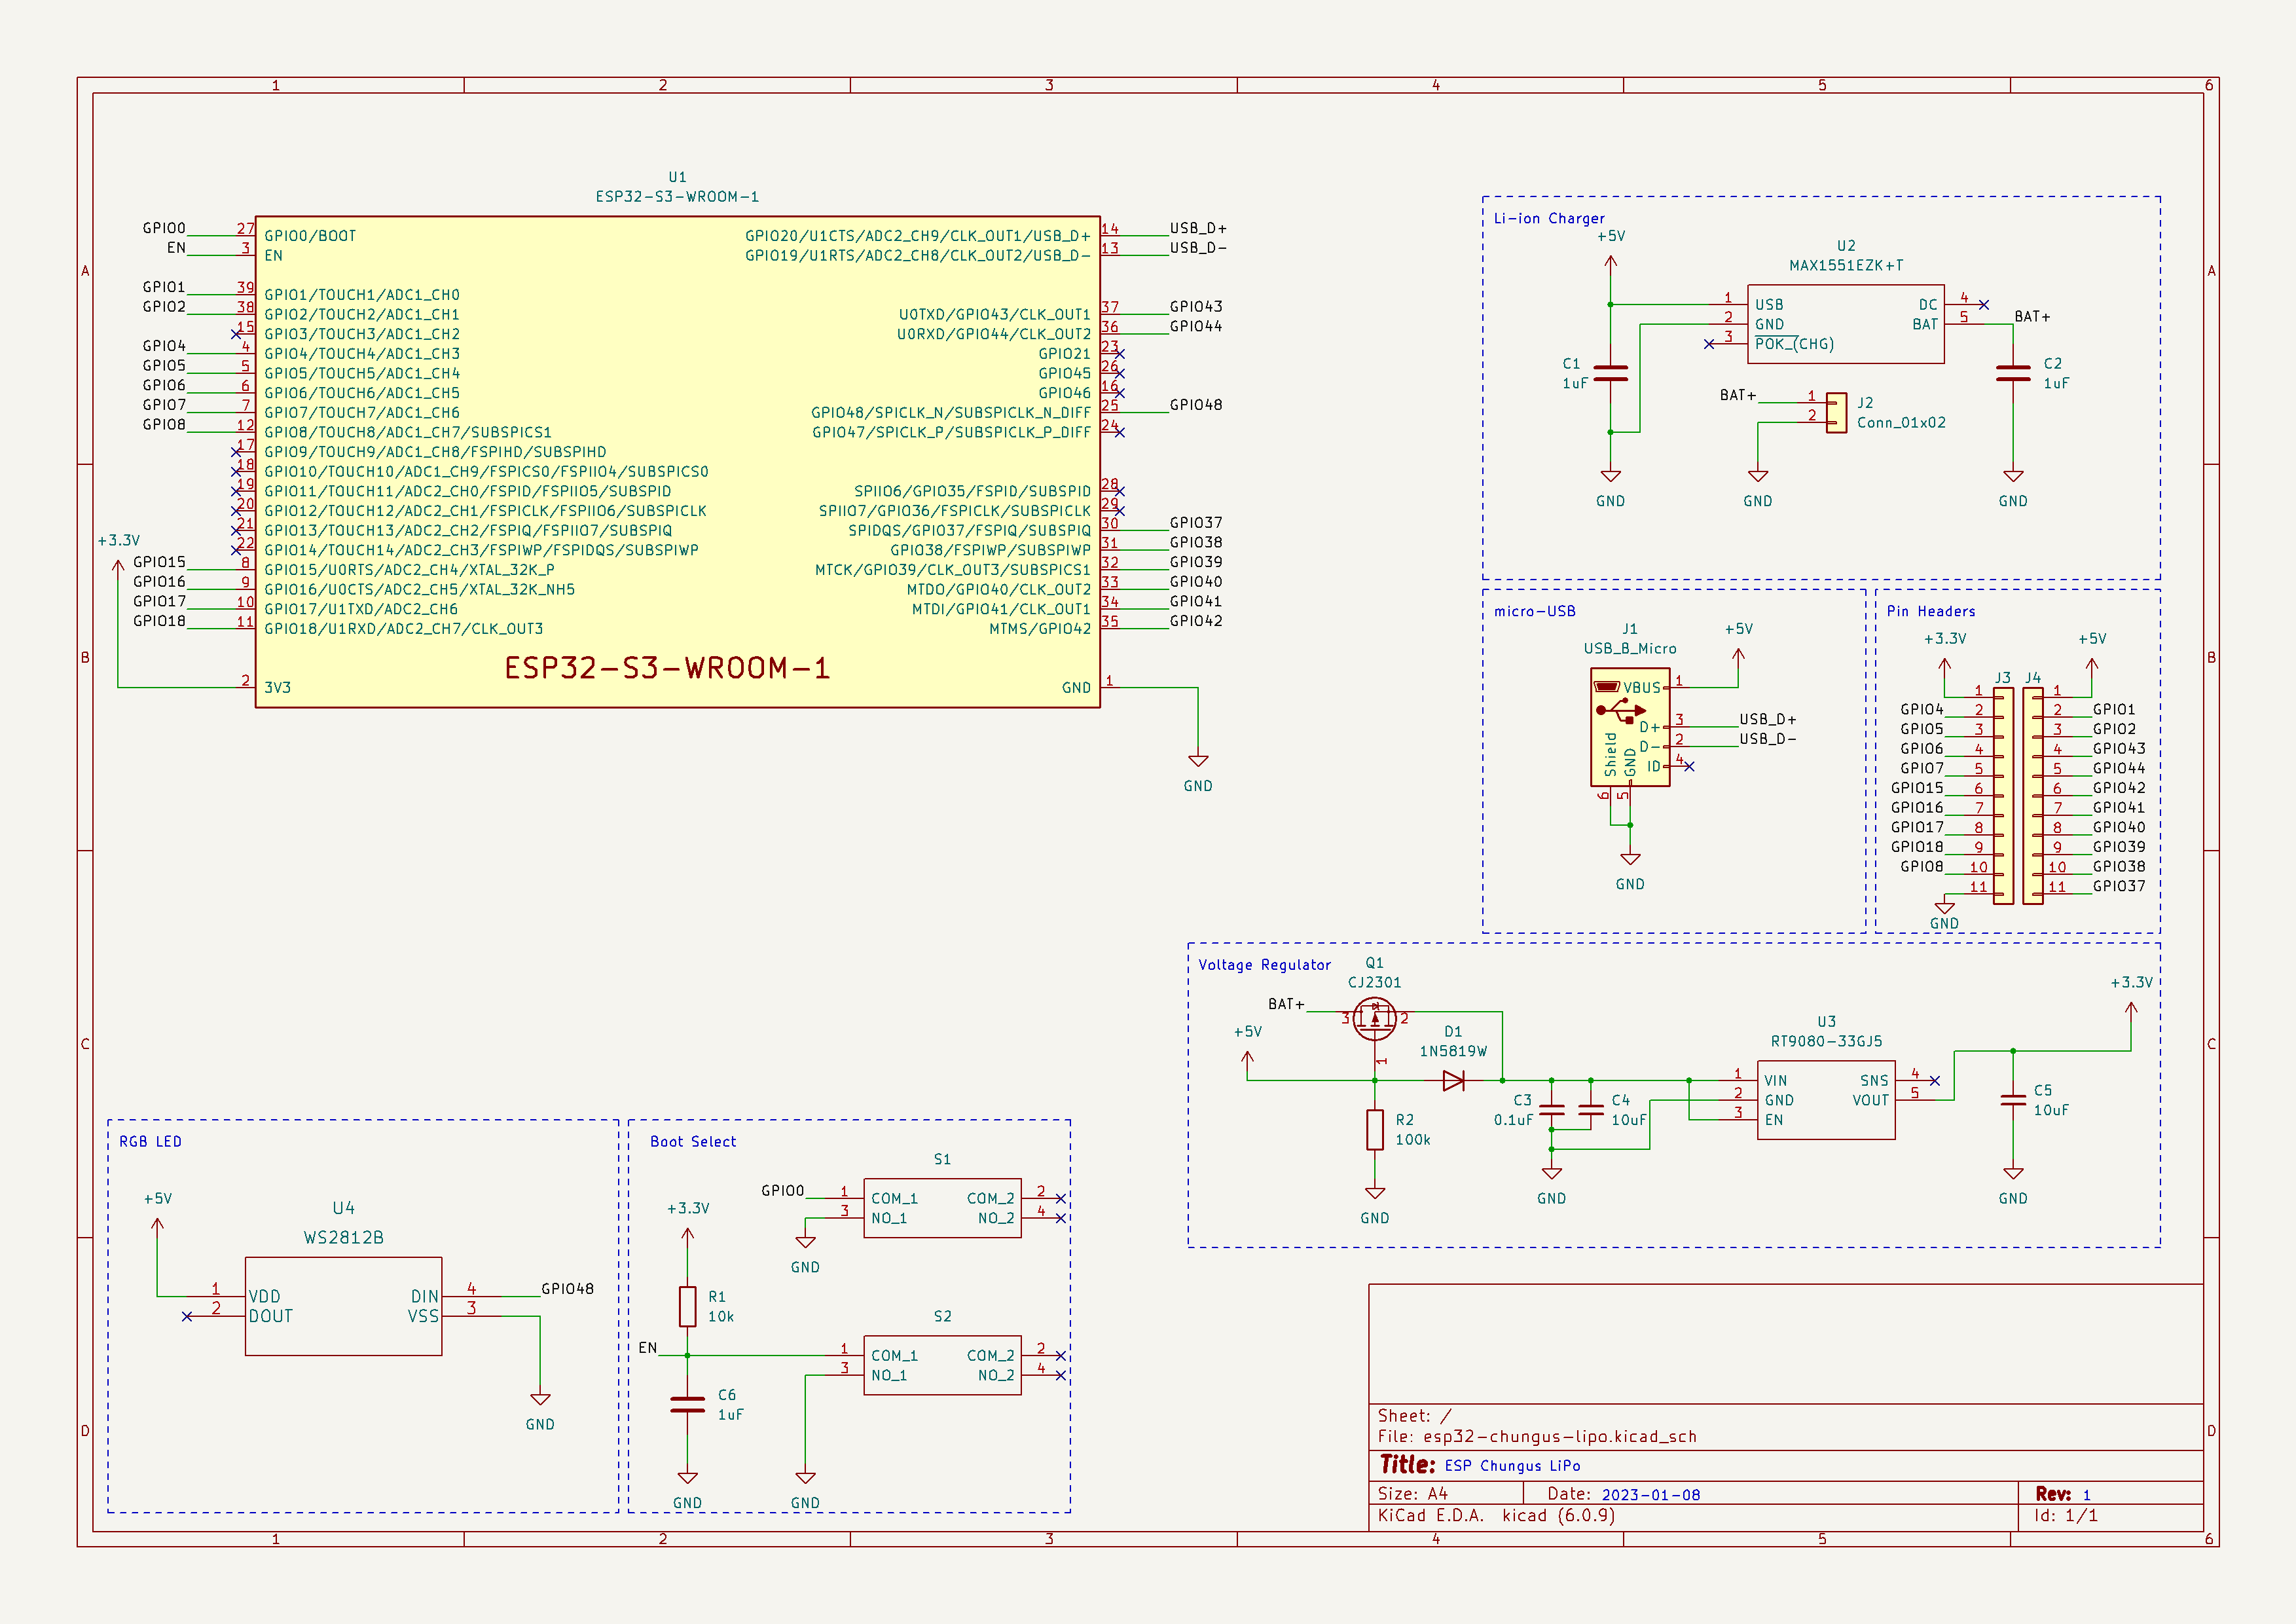 1 2 3 4 5 6
A
B
C
D
A
B
C
D
U1
ESP32-S3-WROOM-1
GPIO0 27 GPIO0/BOOT
EN 3 EN
GPIO1 39 GPIO1/TOUCH1/ADC1_CH0
GPIO2 38 GPIO2/TOUCH2/ADC1_CH1
15 GPIO3/TOUCH3/ADC1_CH2
GPIO4 4 GPIO4/TOUCH4/ADC1_CH3
GPIO5 5 GPIO5/TOUCH5/ADC1_CH4
GPIO6 6 GPIO6/TOUCH6/ADC1_CH5
GPIO7 7 GPIO7/TOUCH7/ADC1_CH6
GPIO8 12 GPIO8/TOUCH8/ADC1_CH7/SUBSPICS1
17 GPIO9/TOUCH9/ADC1_CH8/FSPIHD/SUBSPIHD
18 GPIO10/TOUCH10/ADC1_CH9/FSPICS0/FSPIIO4/SUBSPICS0
19 GPIO11/TOUCH11/ADC2_CH0/FSPID/FSPIIO5/SUBSPID
20 GPIO12/TOUCH12/ADC2_CH1/FSPICLK/FSPIIO6/SUBSPICLK
21 GPIO13/TOUCH13/ADC2_CH2/FSPIQ/FSPIIO7/SUBSPIQ
22 GPIO14/TOUCH14/ADC2_CH3/FSPIWP/FSPIDQS/SUBSPIWP
+3.3V
GPIO15 8 GPIO15/U0RTS/ADC2_CH4/XTAL_32K_P
GPIO16 9 GPIO16/U0CTS/ADC2_CH5/XTAL_32K_NH5
GPIO17 10 GPIO17/U1TXD/ADC2_CH6
GPIO18 11 GPIO18/U1RXD/ADC2_CH7/CLK_OUT3
2 3V3
ESP32-S3-WROOM-1
GPIO20/U1CTS/ADC2_CH9/CLK_OUT1/USB_D+ 14 USB_D+
GPIO19/U1RTS/ADC2_CH8/CLK_OUT2/USB_D- 13 USB_D-
U0TXD/GPIO43/CLK_OUT1 37 GPIO43
U0RXD/GPIO44/CLK_OUT2 36 GPIO44
GPIO21 23
GPIO45 26
GPIO46 16
GPIO48/SPICLK_N/SUBSPICLK_N_DIFF 25 GPIO48
GPIO47/SPICLK_P/SUBSPICLK_P_DIFF 24
SPIIO6/GPIO35/FSPID/SUBSPID 28
SPIIO7/GPIO36/FSPICLK/SUBSPICLK 29
SPIDQS/GPIO37/FSPIQ/SUBSPIQ 30 GPIO37
GPIO38/FSPIWP/SUBSPIWP 31 GPIO38
MTCK/GPIO39/CLK_OUT3/SUBSPICS1 32 GPIO39
MTDO/GPIO40/CLK_OUT2 33 GPIO40
MTDI/GPIO41/CLK_OUT1 34 GPIO41
MTMS/GPIO42 35 GPIO42
GND 1
GND
Li-ion Charger
+5V
U2
MAX1551EZK+T
1 USB DC 4
2 GND BAT 5 BAT+
3 POK_(CHG)
C1
1uF
C2
1uF
BAT+ 1
2
J2
Conn_01x02
GND GND GND
micro-USB
J1
USB_B_Micro
+5V
VBUS 1
D+ 3 USB_D+
D- 2 USB_D-
ID 4
Shield GND
6 5
GND
Pin Headers
+3.3V +5V
J3 J4
1 1
GPIO4 2 2 GPIO1
GPIO5 3 3 GPIO2
GPIO6 4 4 GPIO43
GPIO7 5 5 GPIO44
GPIO15 6 6 GPIO42
GPIO16 7 7 GPIO41
GPIO17 8 8 GPIO40
GPIO18 9 9 GPIO39
GPIO8 10 10 GPIO38
11 11 GPIO37
GND
Voltage Regulator
Q1
CJ2301
BAT+ 3 2
1
+5V
D1
1N5819W
R2
100k
GND
C3
0.1uF
C4
10uF
GND
U3
RT9080-33GJ5
1 VIN SNS 4
2 GND VOUT 5
3 EN
+3.3V
C5
10uF
GND
RGB LED
+5V
U4
WS2812B
1 VDD DIN 4 GPIO48
2 DOUT VSS 3
GND
Boot Select
S1
GPIO0 1 COM_1 COM_2 2
3 NO_1 NO_2 4
GND
+3.3V
R1
10k
S2
EN 1 COM_1 COM_2 2
3 NO_1 NO_2 4
C6
1uF
GND GND
Sheet: /
File: esp32-chungus-lipo.kicad_sch
Title: ESP Chungus LiPo
Size: A4 Date: 2023-01-08 Rev: 1
KiCad E.D.A. kicad (6.0.9) Id: 1/1
1 2 3 4 5 6